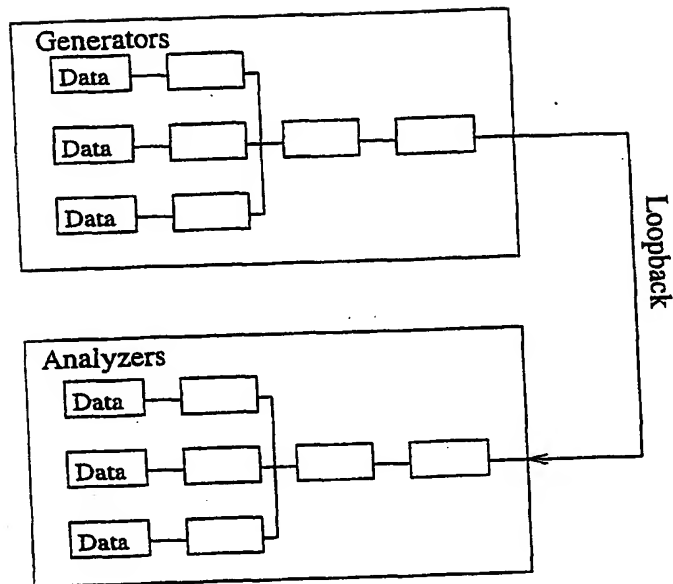 Generators
Data
Data
Data
Loopback
Analyzers
Data
Data
Data